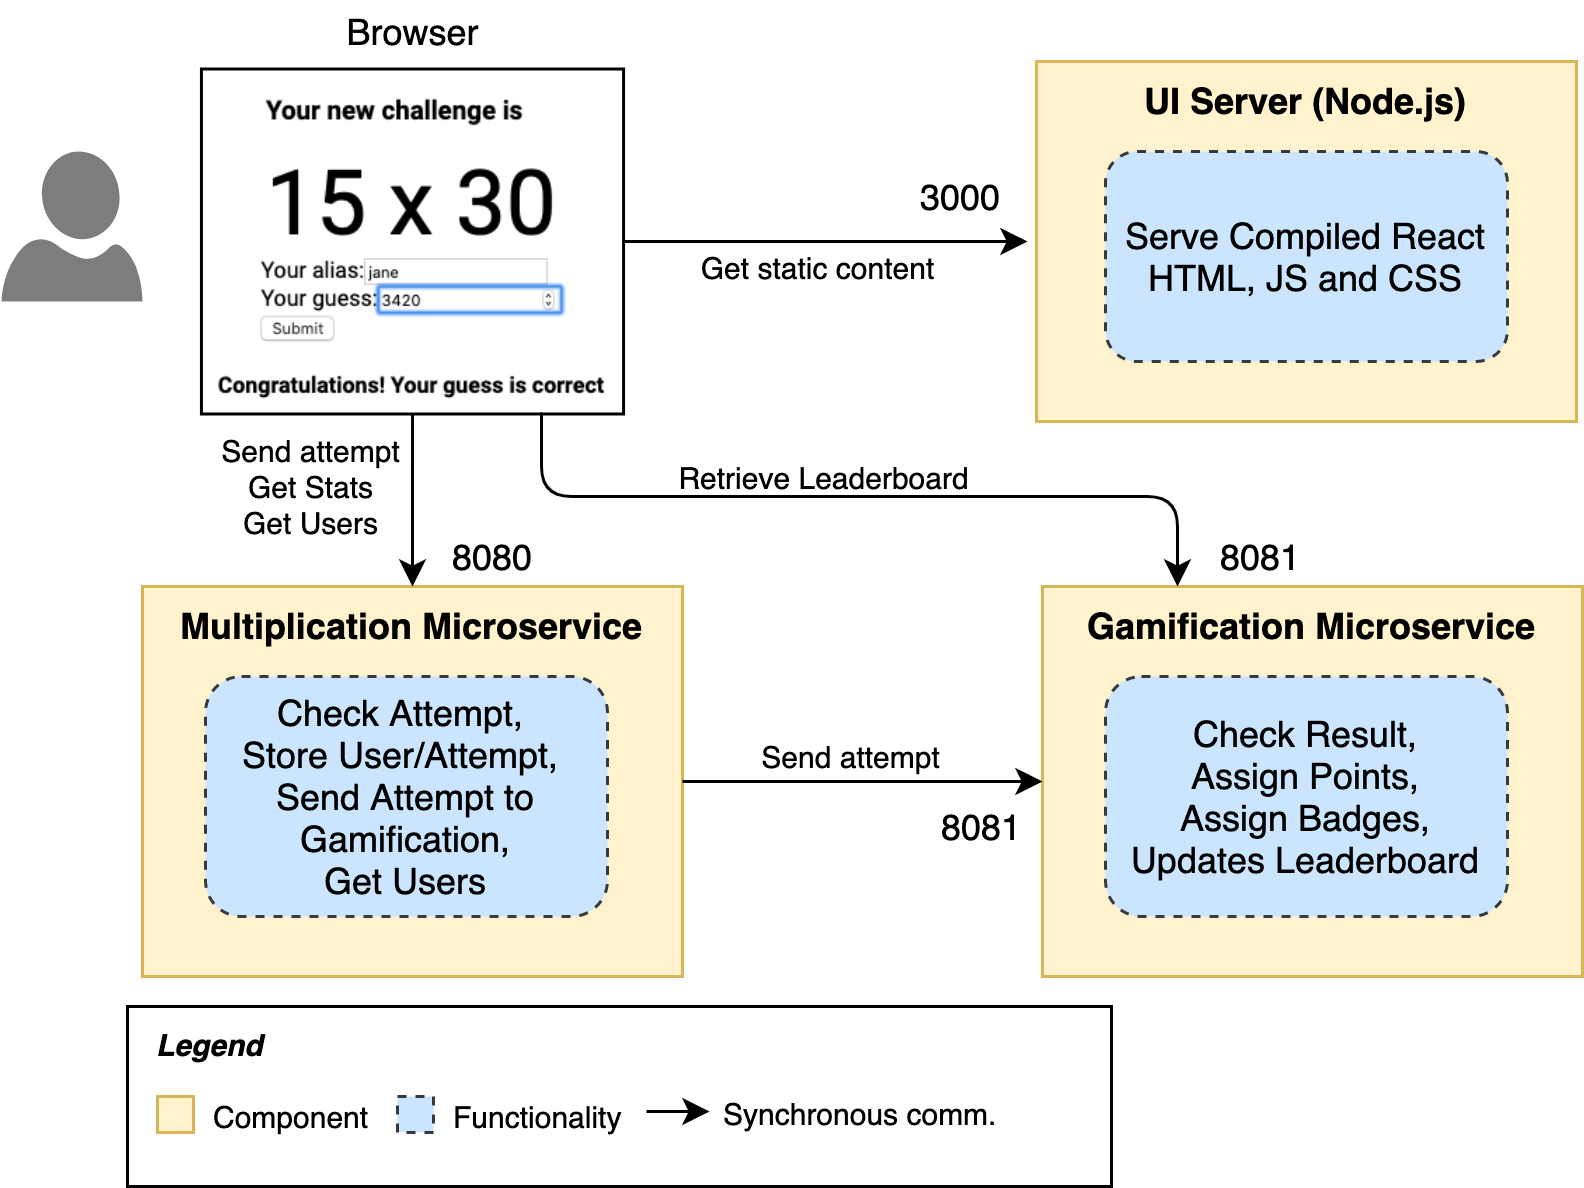 Browser
Your new challenge is
15 x 30
Your alias: jane
Your guess: 3420
Submit
Congratulations! Your guess is correct
UI Server (Node.js)
Serve Compiled React
HTML, JS and CSS
3000
Get static content
Send attempt
Get Stats
Get Users
Retrieve Leaderboard
8080
8081
Multiplication Microservice
Check Attempt,
Store User/Attempt,
Send Attempt to
Gamification,
Get Users
Send attempt
8081
Gamification Microservice
Check Result,
Assign Points,
Assign Badges,
Updates Leaderboard
Legend
Component
Functionality
Synchronous comm.